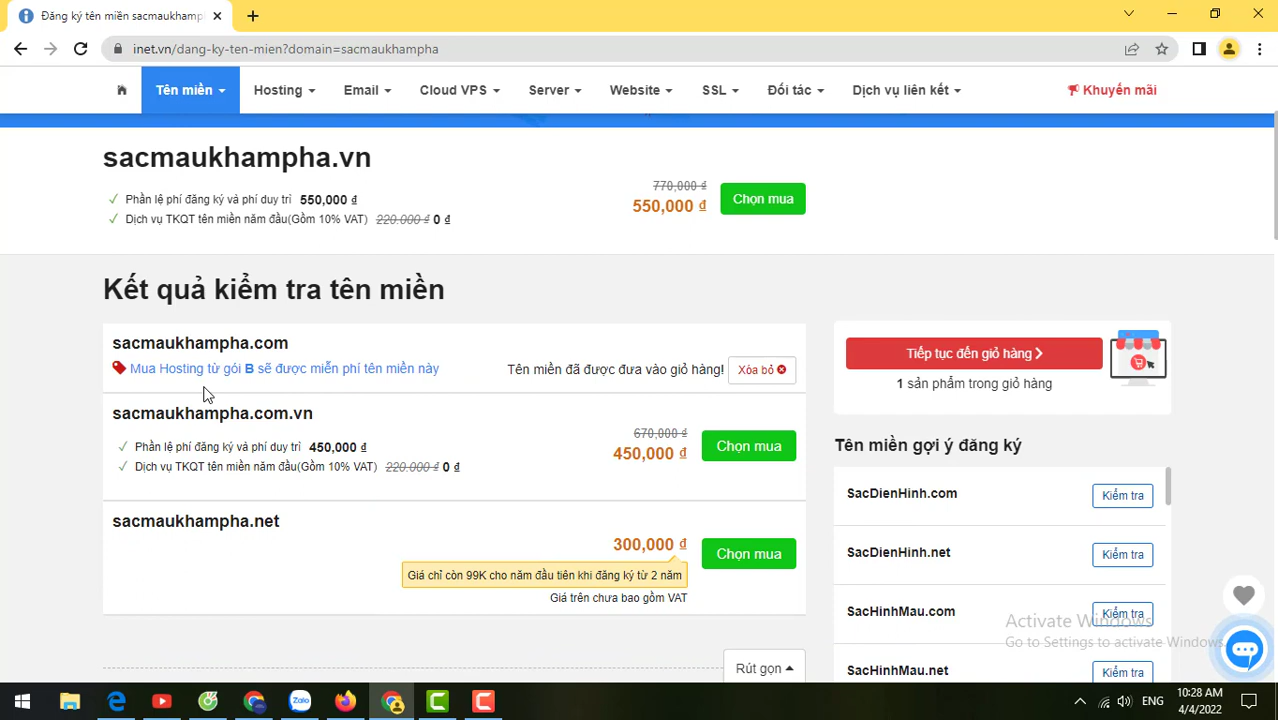 Đăng ký tên miền sacmaukhamp
inet.vn/dang-ky-ten-mien?domain=sacmaukhampha
Tên miền
Hosting
Email
Cloud VPS
Server
Website
SSL
Đối tác
Dịch vụ liên kết
Khuyến mãi
sacmaukhampha.vn
Phần lệ phí đăng ký và phí duy trì 550,000 ₫
Dịch vụ TKQT tên miền năm đầu(Gồm 10% VAT) 220.000 ₫ 0 ₫
770,000 ₫
550,000 ₫
Chọn mua
Kết quả kiểm tra tên miền
sacmaukhampha.com
Mua Hosting từ gói B sẽ được miễn phí tên miền này
Tên miền đã được đưa vào giỏ hàng!
Xóa bỏ
sacmaukhampha.com.vn
Phần lệ phí đăng ký và phí duy trì 450,000 ₫
Dịch vụ TKQT tên miền năm đầu(Gồm 10% VAT) 220.000 ₫ 0 ₫
670,000 ₫
450,000 ₫
Chọn mua
sacmaukhampha.net
300,000 ₫
Chọn mua
Giá chỉ còn 99K cho năm đầu tiên khi đăng ký từ 2 năm
Giá trên chưa bao gồm VAT
Rút gọn
Tiếp tục đến giỏ hàng
1 sản phẩm trong giỏ hàng
Tên miền gợi ý đăng ký
SacDienHinh.com
Kiểm tra
SacDienHinh.net
Kiểm tra
SacHinhMau.com
Kiểm tra
SacHinhMau.net
Kiểm tra
Activate Windows
Go to Settings to activate Windows.
Zalo
ENG
10:28 AM
4/4/2022